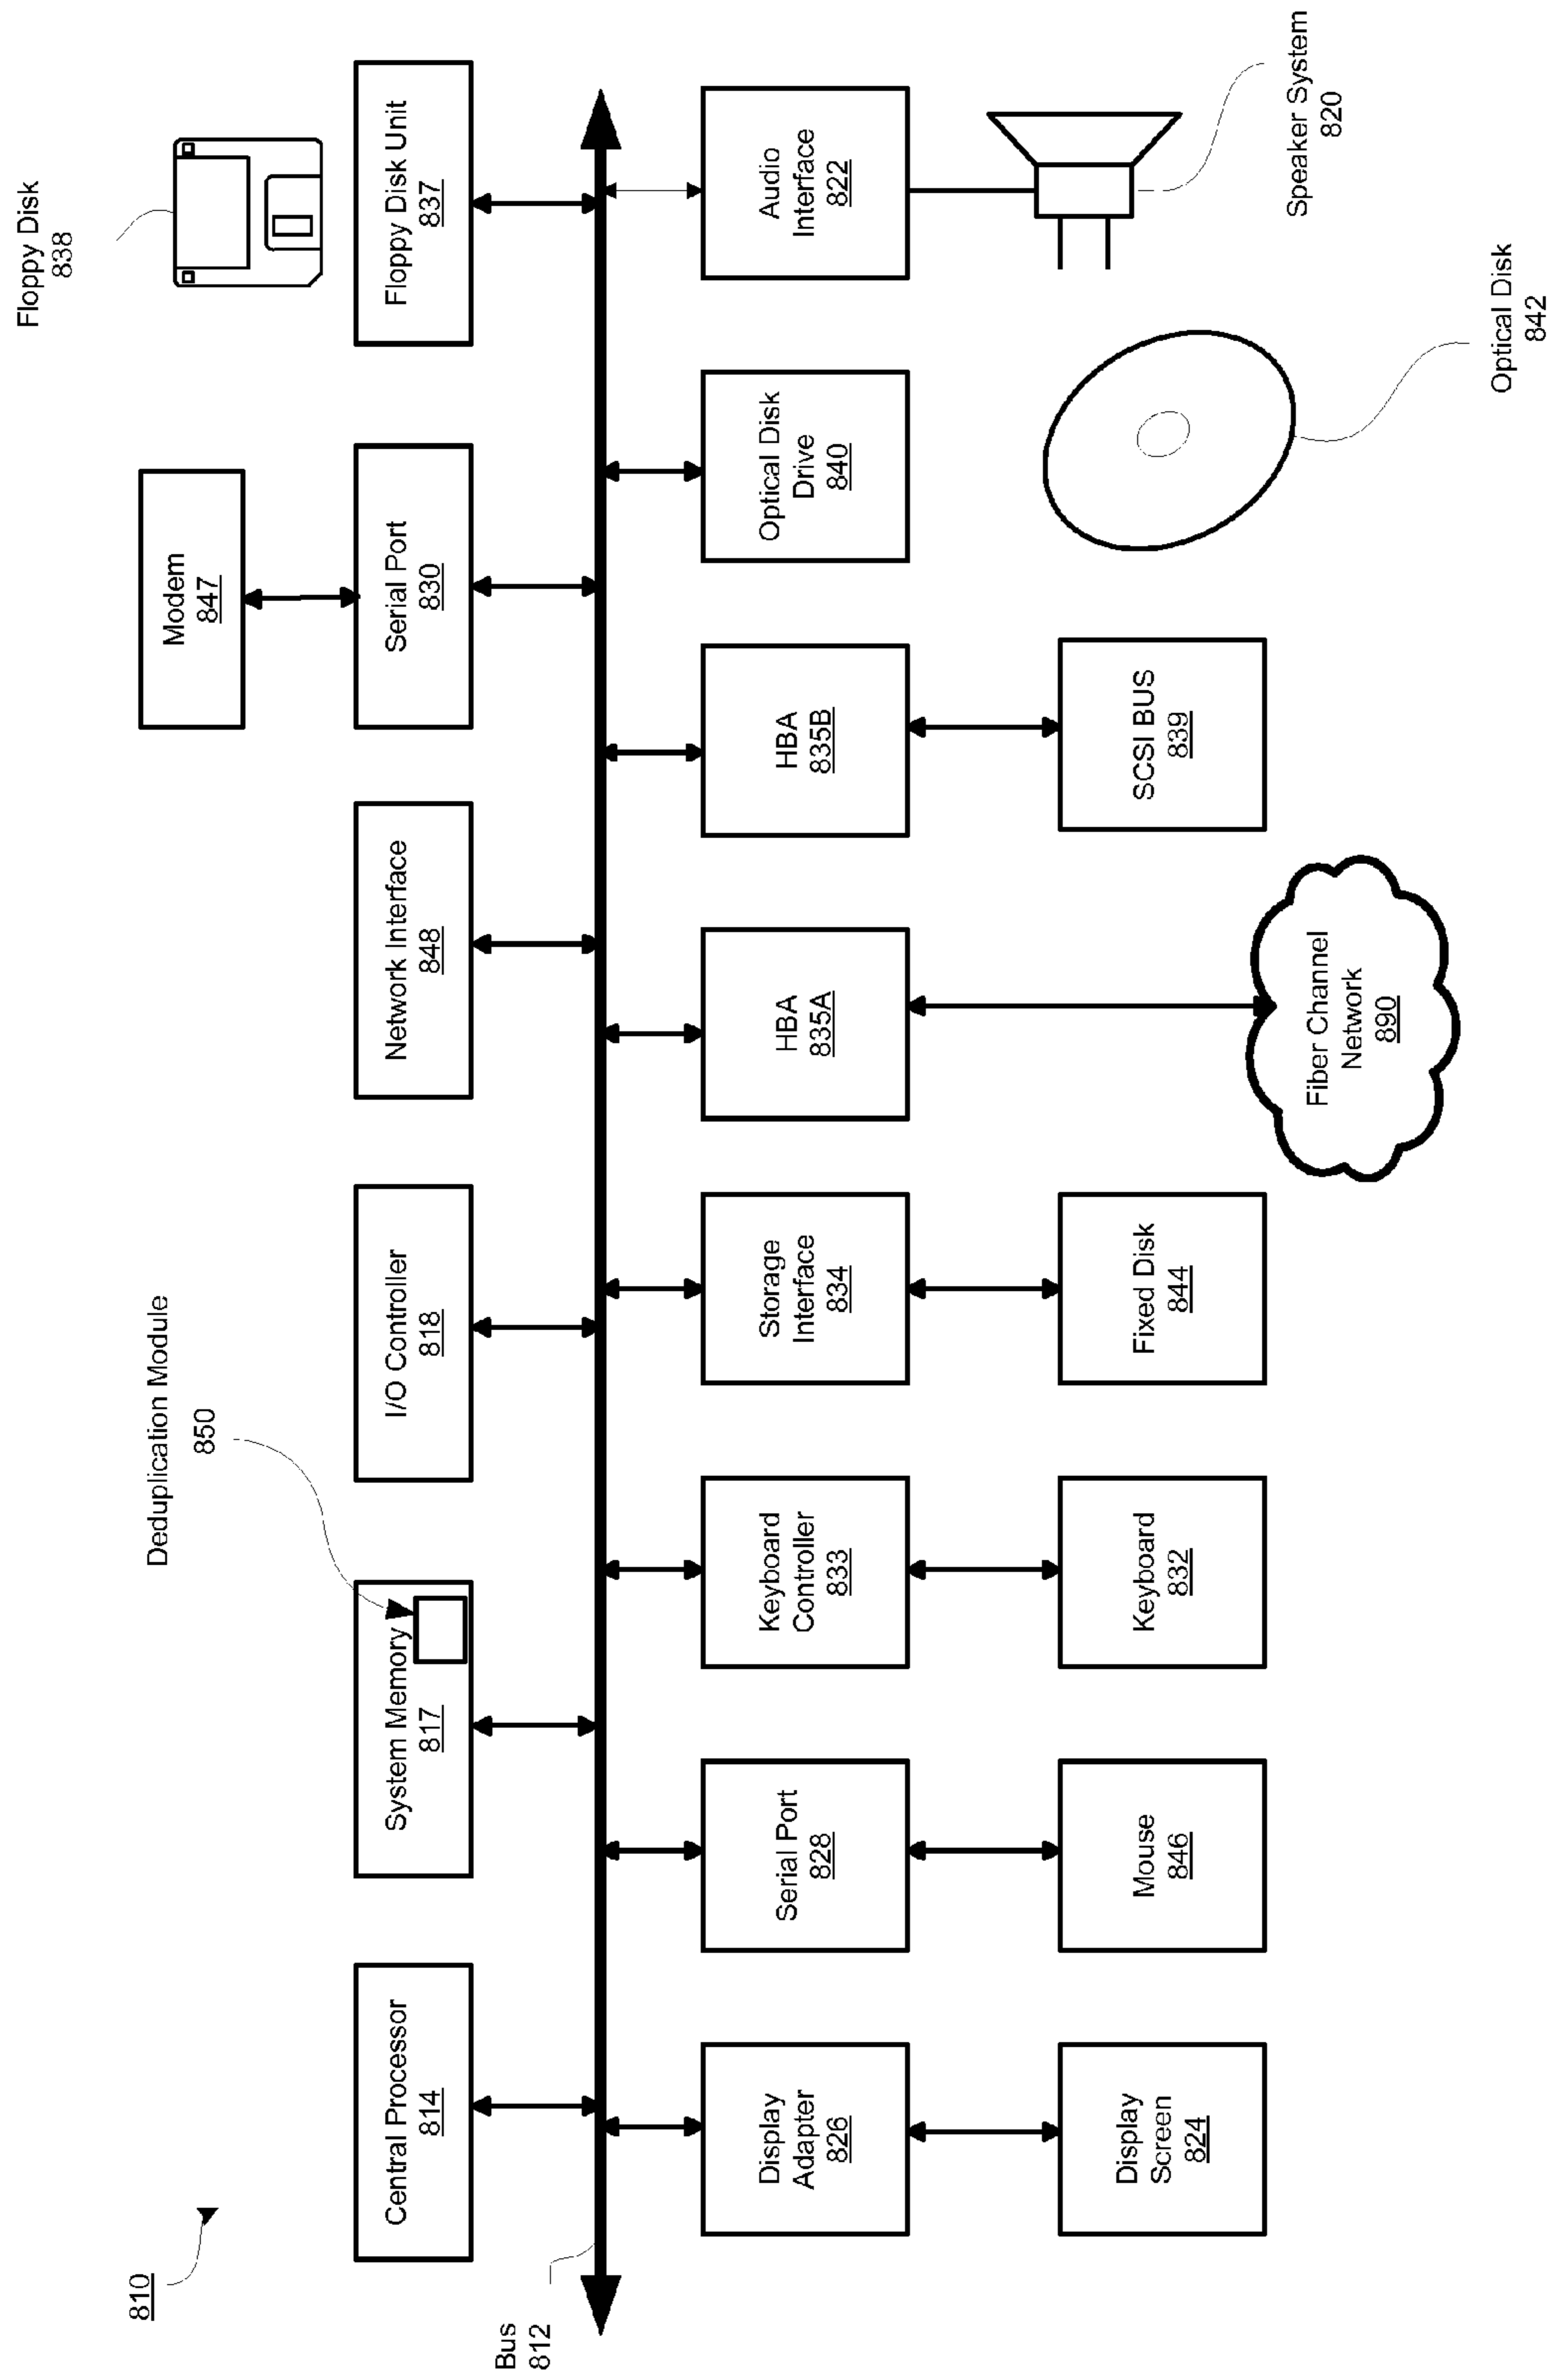 810
Floppy Disk
838
Modem
847
Deduplication Module
850
Central Processor
814
System Memory
817
I/O Controller
818
Network Interface
848
Serial Port
830
Floppy Disk Unit
837
Bus
812
Display
Adapter
826
Serial Port
828
Keyboard
Controller
833
Storage
Interface
834
HBA
835A
HBA
835B
Optical Disk
Drive
840
Audio
Interface
822
Display
Screen
824
Mouse
846
Keyboard
832
Fixed Disk
844
Fiber Channel
Network
890
SCSI BUS
839
Optical Disk
842
Speaker System
820